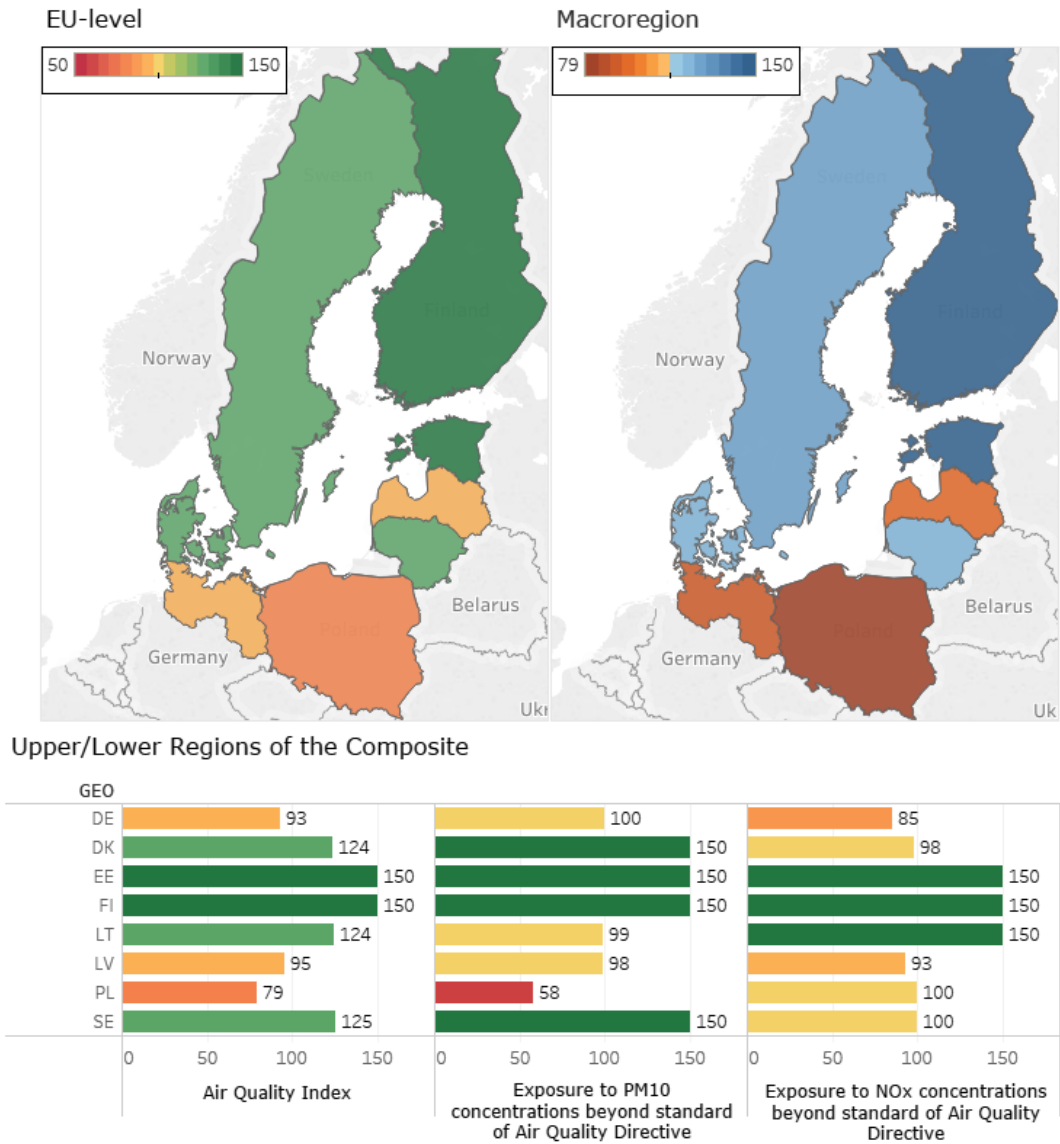 EU-level
Macroregion
50 150
79 150
Sweden
Finland
Norway
Poland
Belarus
Germany
Ukr
Sweden
Finland
Norway
Poland
Belarus
Germany
Uk
Upper/Lower Regions of the Composite
GEO
DE 93 100 85
DK 124 150 98
EE 150 150 150
FI 150 150 150
LT 124 99 150
LV 95 98 93
PL 79 58 100
SE 125 150 100
0 50 100 150 0 50 100 150 0 50 100 150
Air Quality Index
Exposure to PM10
concentrations beyond standard
of Air Quality Directive
Exposure to NOx concentrations
beyond standard of Air Quality
Directive